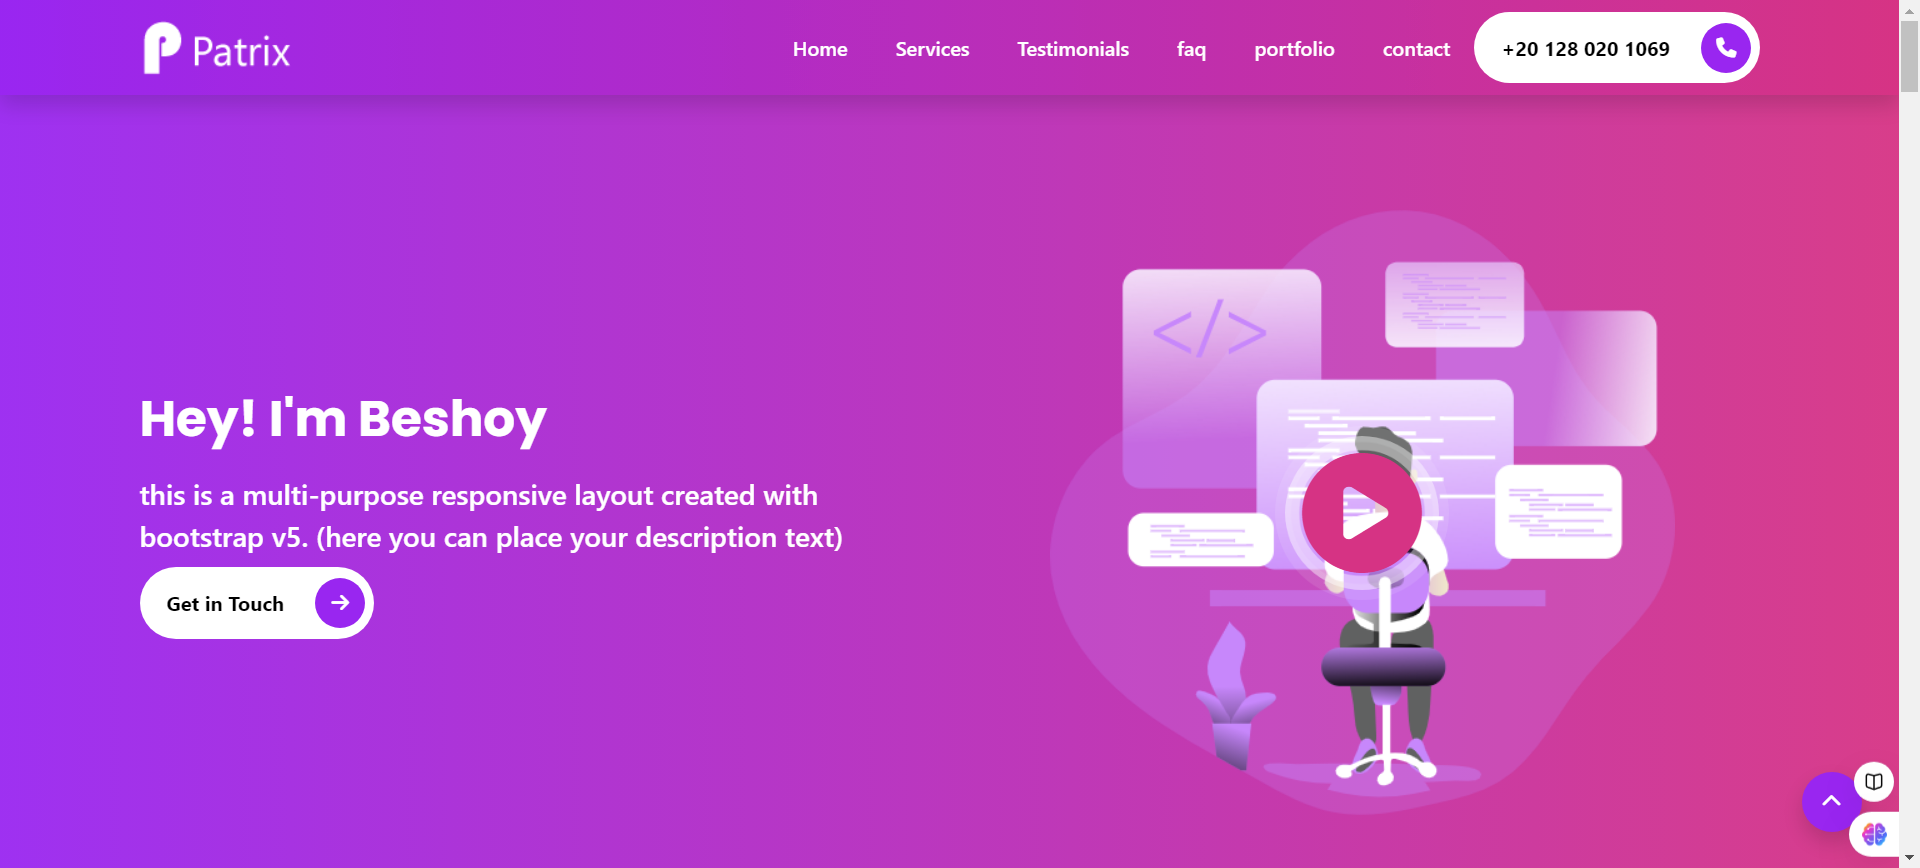 Patrix
Home
Services
Testimonials
faq
portfolio
contact
+20 128 020 1069
</>
Hey! I'm Beshoy
this is a multi-purpose responsive layout created with
bootstrap v5. (here you can place your description text)
Get in Touch